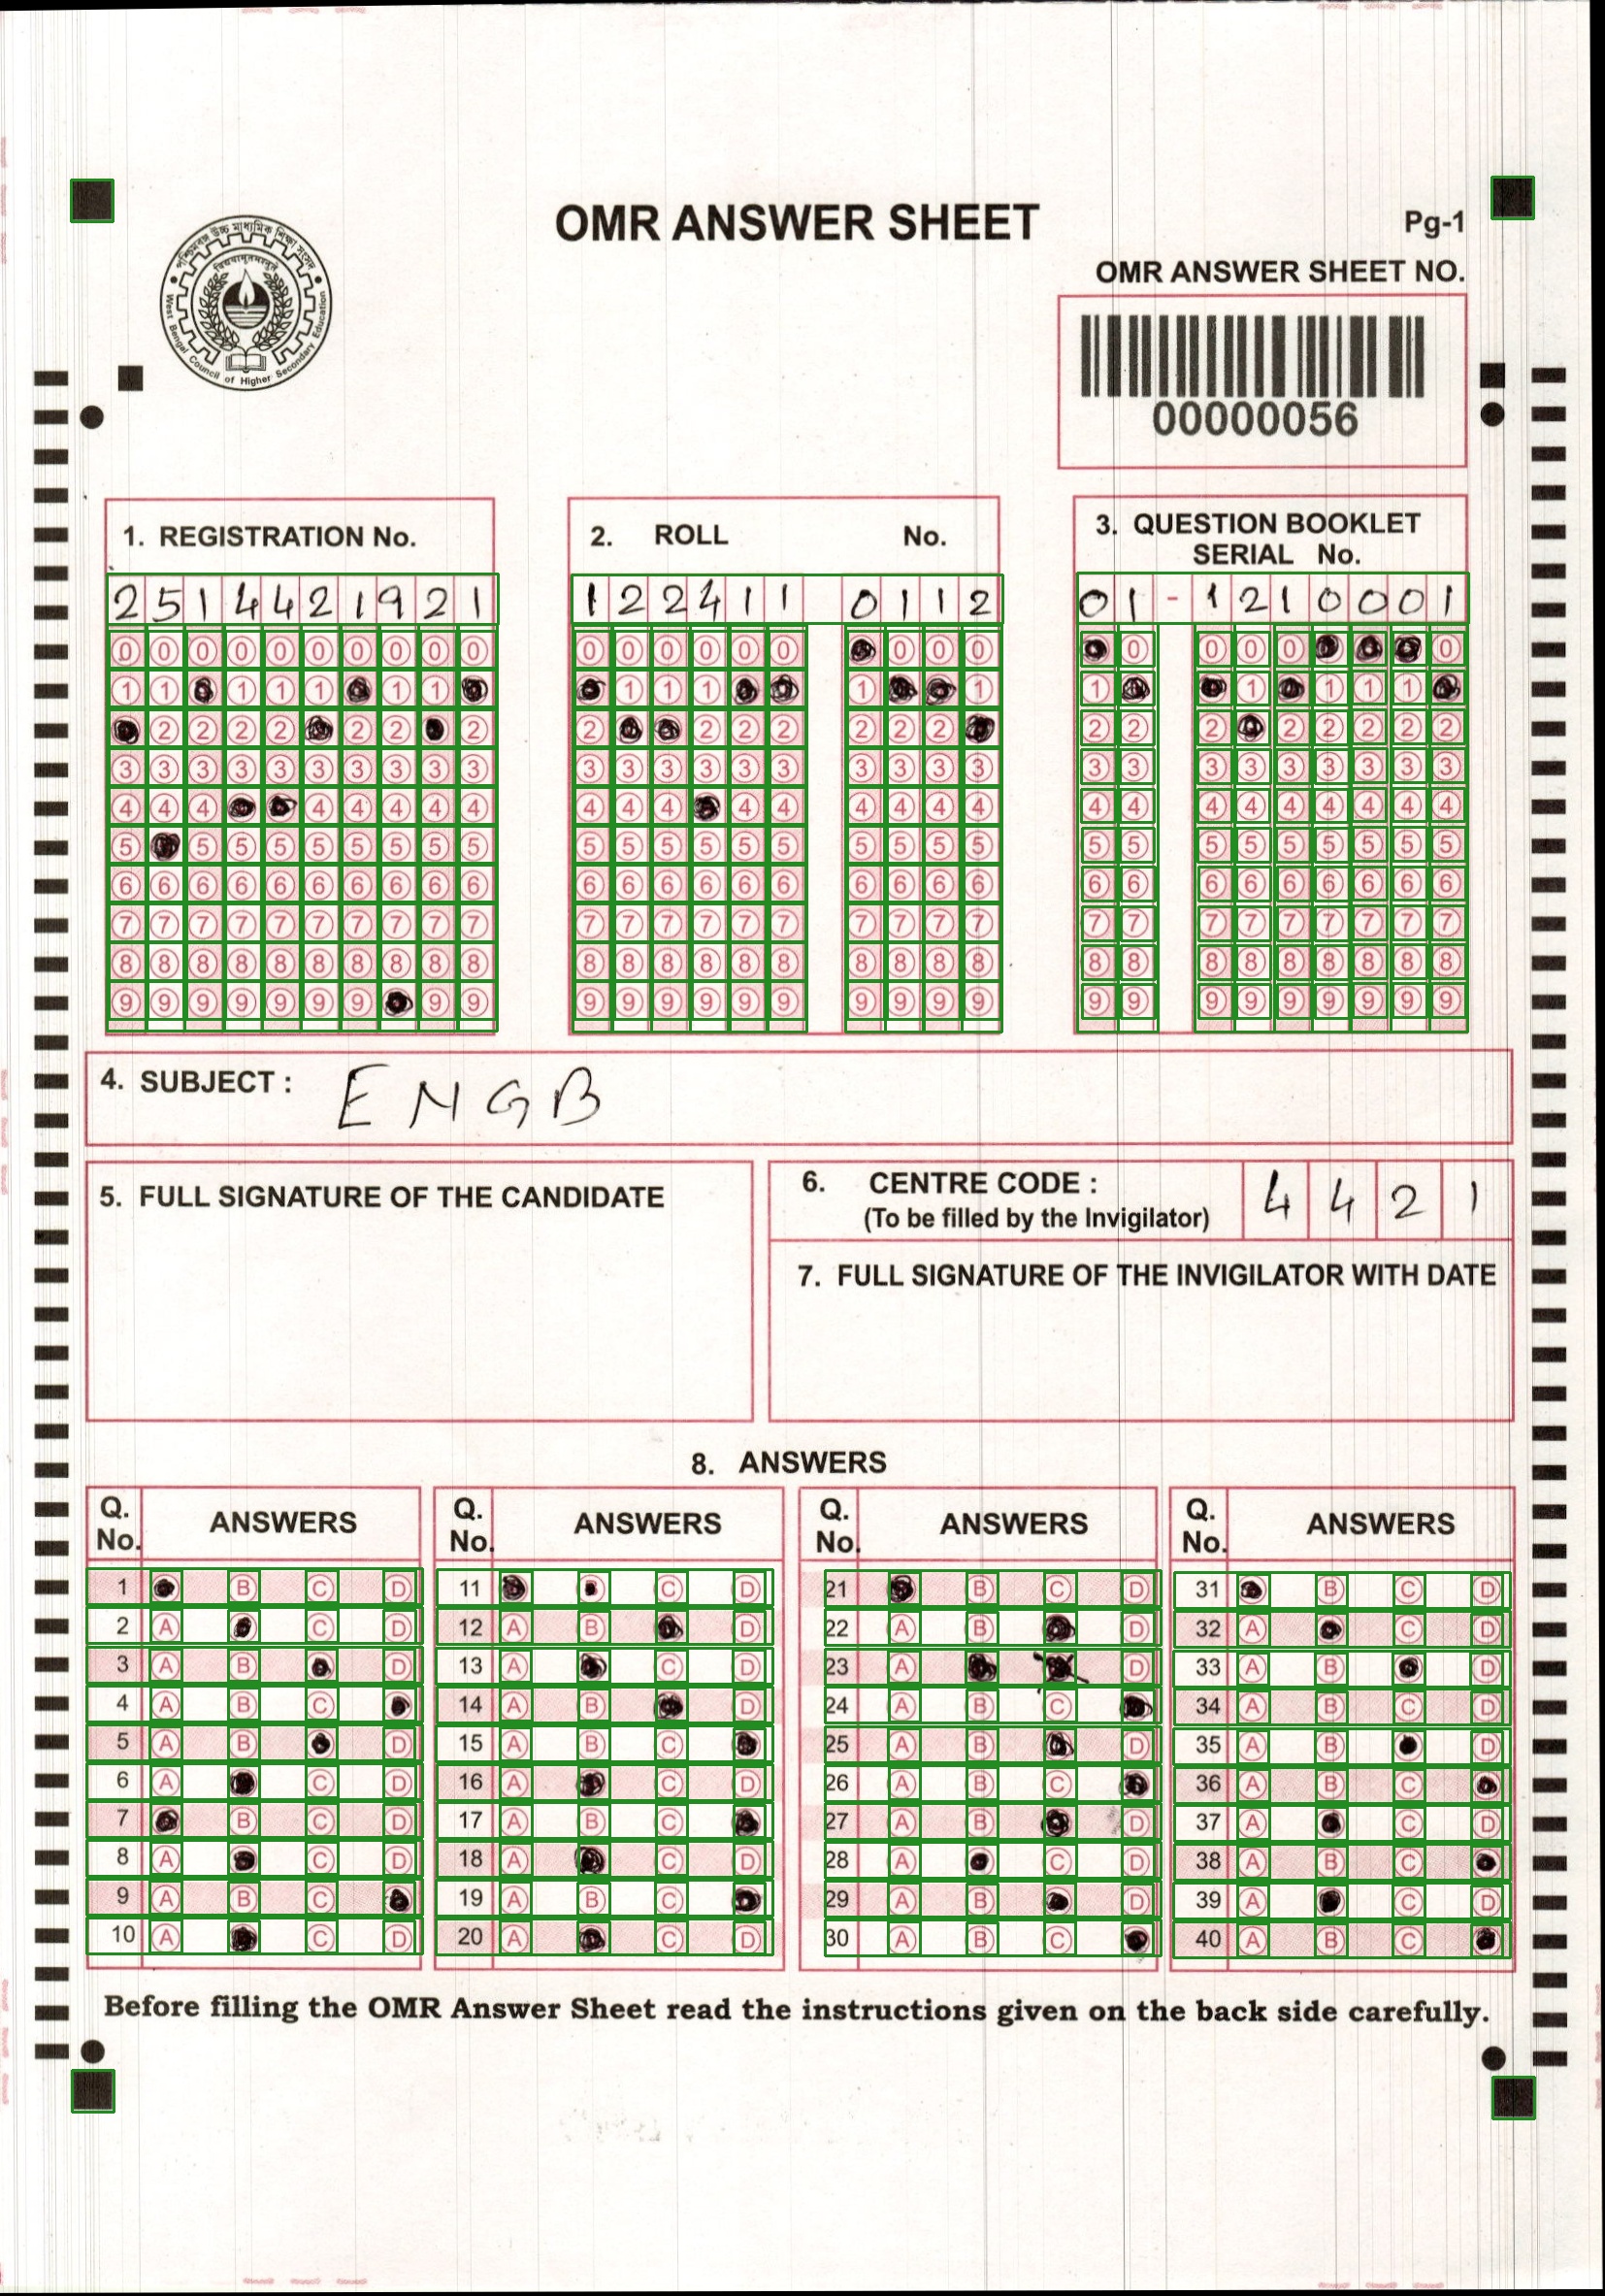 OMR ANSWER SHEET
Pg-1
OMR ANSWER SHEET NO.
00000056
পশ্চিমবঙ্গ উচ্চ মাধ্যমিক শিক্ষা সংসদ
West Bengal Council of Higher Secondary Education
1. REGISTRATION No.
2. ROLL No.
3. QUESTION BOOKLET SERIAL No.
2 5 1 4 4 2 1 9 2 1
1 2 2 4 1 1 0 1 1 2
0 1 - 1 2 1 0 0 0 1
4. SUBJECT : ENGB
5. FULL SIGNATURE OF THE CANDIDATE
6. CENTRE CODE : 4 4 2 1
(To be filled by the Invigilator)
7. FULL SIGNATURE OF THE INVIGILATOR WITH DATE
8. ANSWERS
Q. No. ANSWERS Q. No. ANSWERS Q. No. ANSWERS Q. No. ANSWERS
1 B C D 11 D C 21 B C D 31 B C D
2 A C D 12 A B D 22 A B D 32 A C D
3 A B D 13 A C D 23 A D 33 A B D
4 A B C 14 A B D 24 A B C 34 A B C D
5 A B D 15 A B C 25 A B D 35 A B D
6 A C D 16 A C D 26 A B C 36 A B C
7 B C D 17 A B C 27 A B D 37 A C D
8 A C D 18 A C D 28 A C D 38 A B C
9 A B C 19 A B C 29 A B D 39 A C D
10 A C D 20 A C D 30 A B C 40 A B C
Before filling the OMR Answer Sheet read the instructions given on the back side carefully.